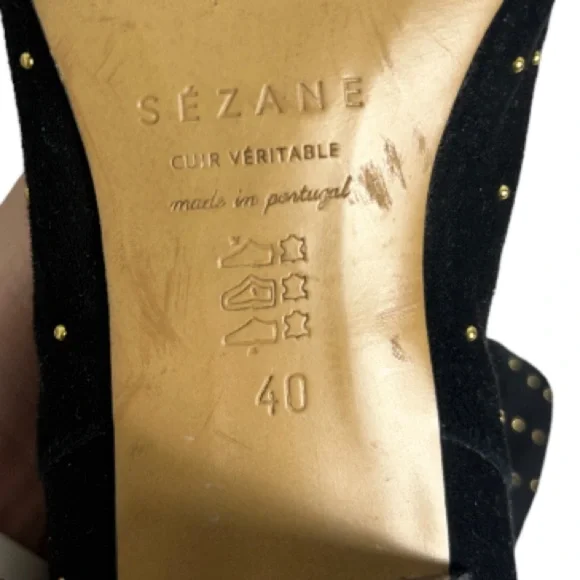 SÉZANE
CUIR VÉRITABLE
made in portugal
40